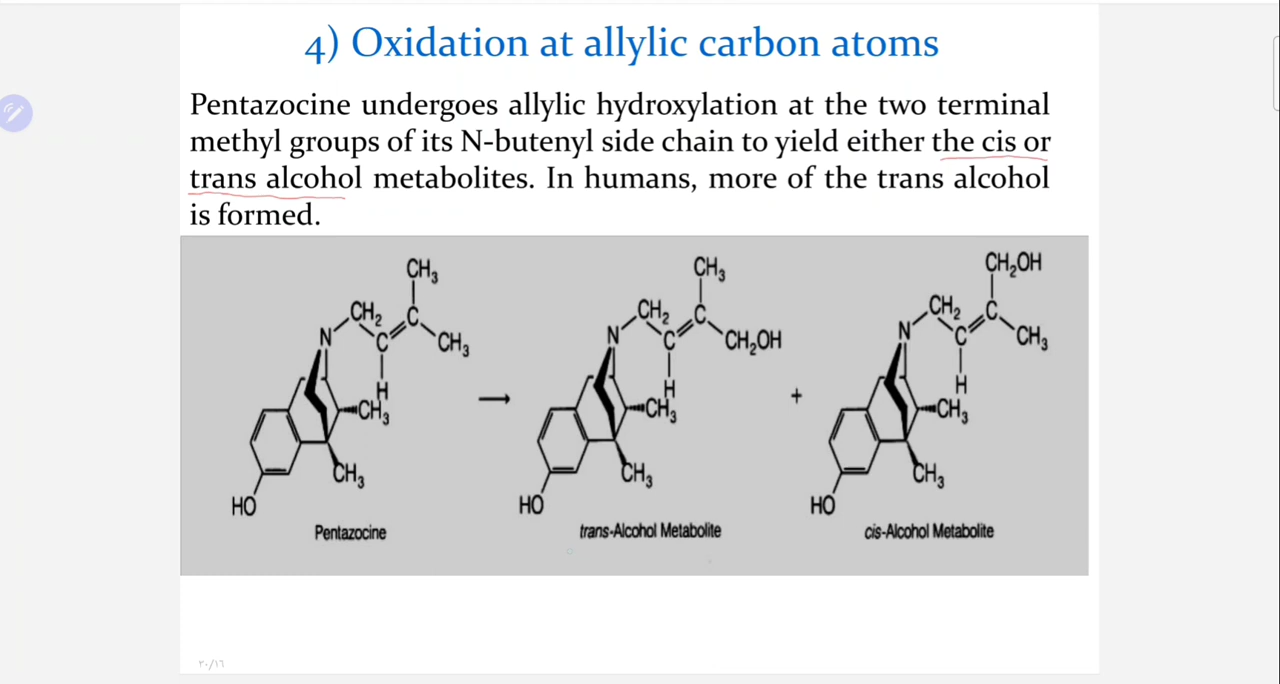 4) Oxidation at allylic carbon atoms
Pentazocine undergoes allylic hydroxylation at the two terminal
methyl groups of its N-butenyl side chain to yield either the cis or
trans alcohol metabolites. In humans, more of the trans alcohol
is formed.
CH₃ CH₂ N C C CH₃ H CH₃ CH₃ HO
Pentazocine
CH₃ CH₂ N C C CH₂OH H CH₃ CH₃ HO
trans-Alcohol Metabolite
+
CH₂OH CH₂ N C C CH₃ H CH₃ CH₃ HO
cis-Alcohol Metabolite
٢٠/١٦